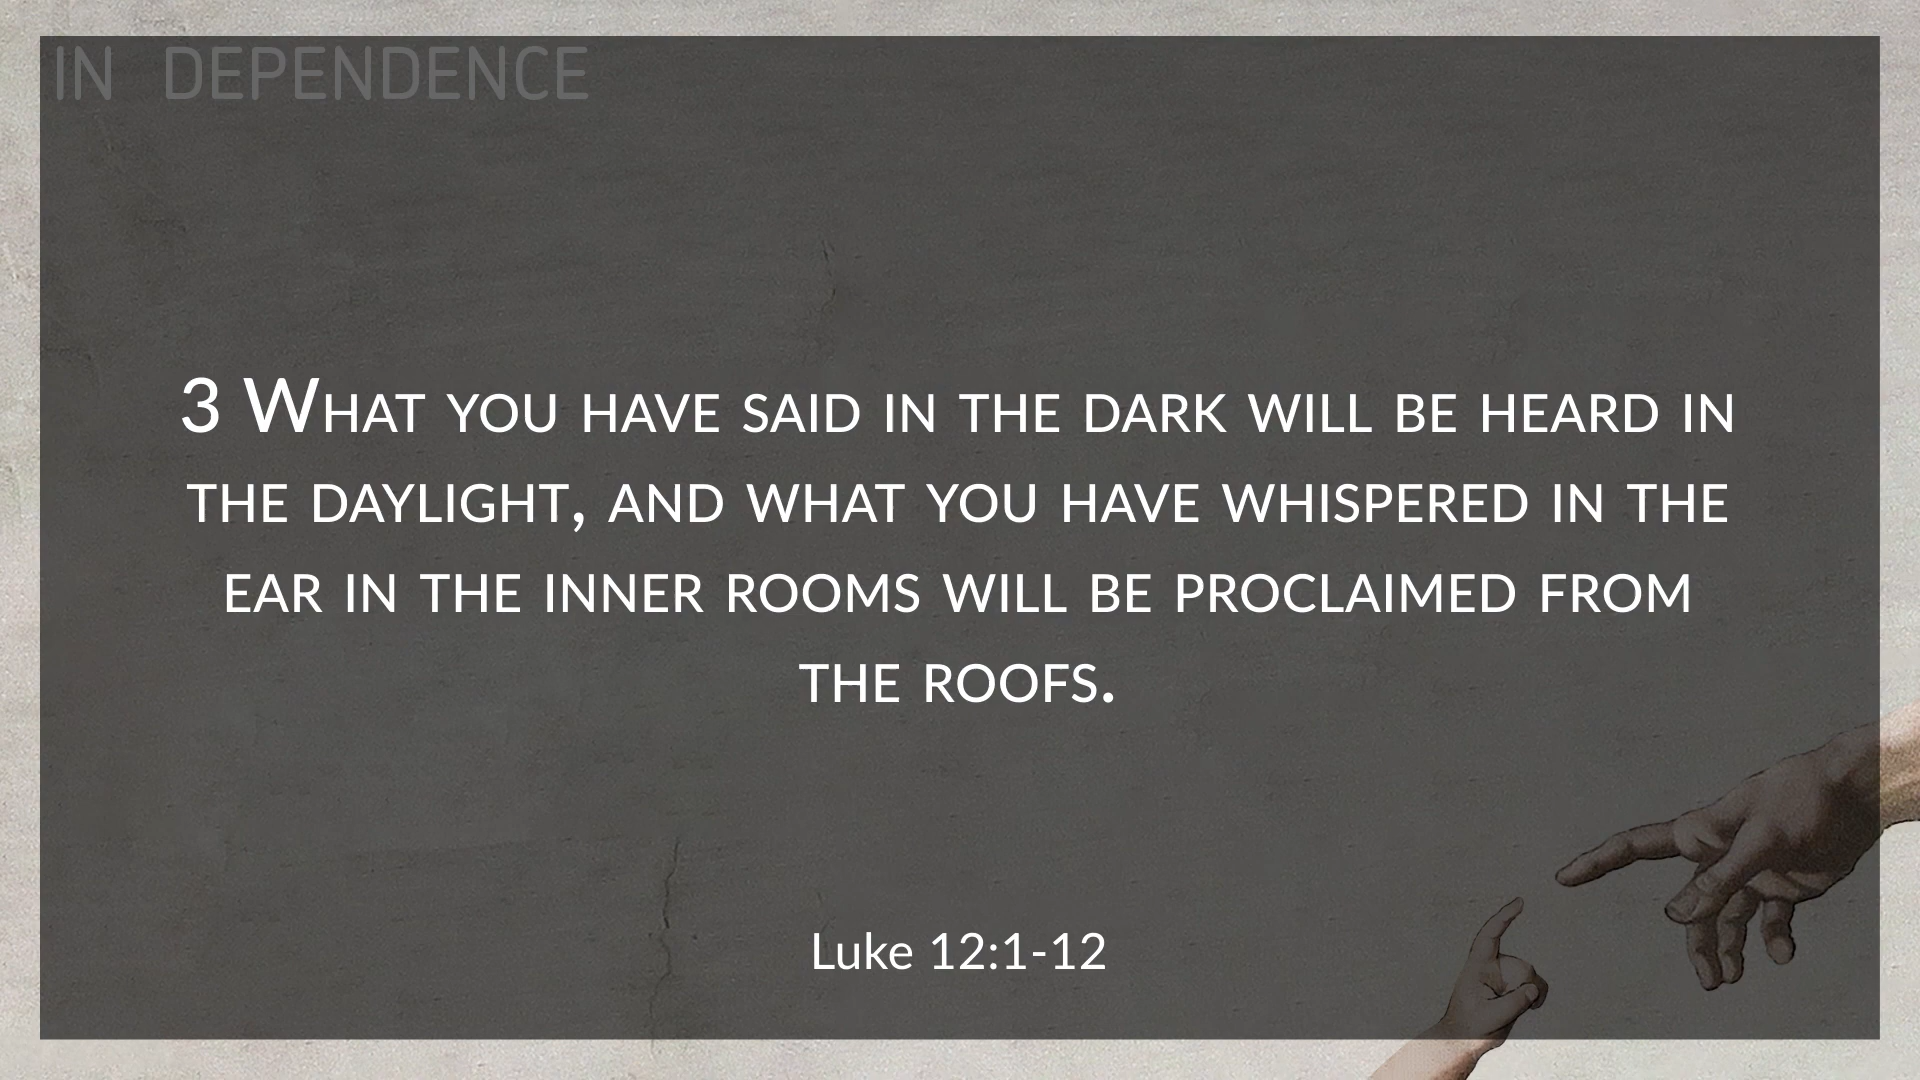 IN DEPENDENCE
3 What you have said in the dark will be heard in
the daylight, and what you have whispered in the
ear in the inner rooms will be proclaimed from
the roofs.
Luke 12:1-12